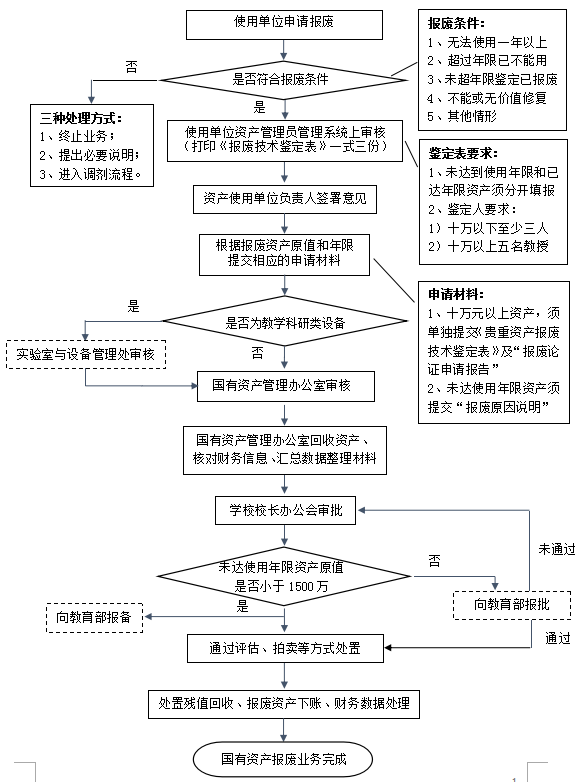 使用单位申请报废
报废条件：
1、无法使用一年以上
2、超过年限已不能用
3、未超年限鉴定已报废
4、不能或无价值修复
5、其他情形
否
是否符合报废条件
是
三种处理方式：
1、终止业务；
2、提出必要说明；
3、进入调剂流程。
使用单位资产管理员管理系统上审核
（打印《报废技术鉴定表》一式三份）
鉴定表要求：
1、未达到使用年限和已
达年限资产须分开填报
2、鉴定人要求：
1）十万以下至少三人
2）十万以上五名教授
资产使用单位负责人签署意见
根据报废资产原值和年限
提交相应的申请材料
申请材料：
1、十万元以上资产，须
单独提交《贵重资产报废
技术鉴定表》及“报废论
证申请报告”
2、未达使用年限资产须
提交“报废原因说明”
是
是否为教学科研类设备
否
实验室与设备管理处审核
国有资产管理办公室审核
国有资产管理办公室回收资产、
核对财务信息、汇总数据整理材料
学校校长办公会审批
未通过
未达使用年限资产原值
是否小于1500万
否
是
向教育部报备
向教育部报批
通过
通过评估、拍卖等方式处置
处置残值回收、报废资产下账、财务数据处理
国有资产报废业务完成